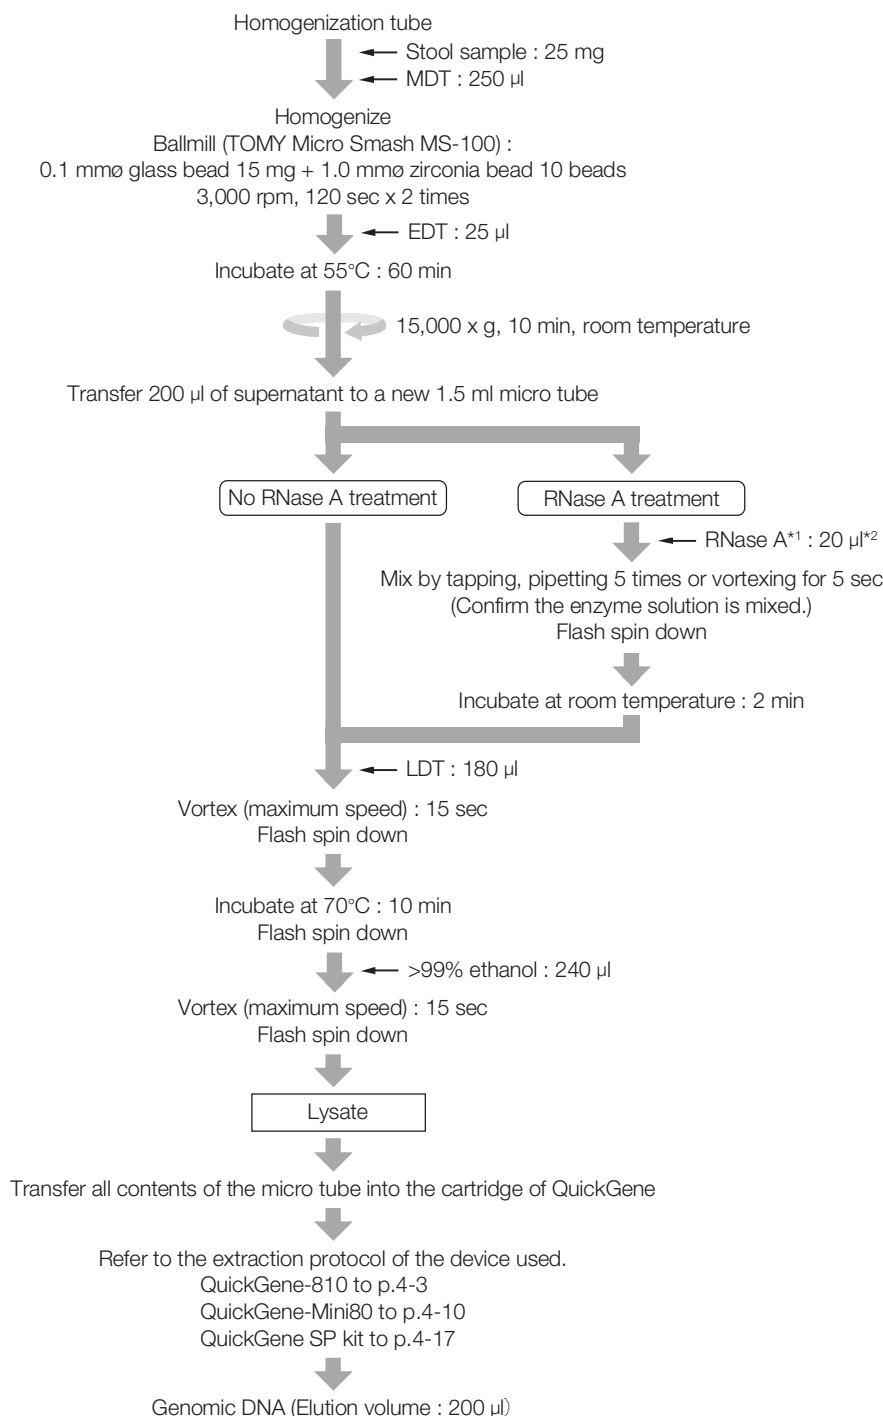 Homogenization tube
Stool sample : 25 mg
MDT : 250 µl
Homogenize
Ballmill (TOMY Micro Smash MS-100) :
0.1 mmø glass bead 15 mg + 1.0 mmø zirconia bead 10 beads
3,000 rpm, 120 sec x 2 times
EDT : 25 µl
Incubate at 55°C : 60 min
15,000 x g, 10 min, room temperature
Transfer 200 µl of supernatant to a new 1.5 ml micro tube
No RNase A treatment
RNase A treatment
RNase A*1 : 20 µl*2
Mix by tapping, pipetting 5 times or vortexing for 5 sec
(Confirm the enzyme solution is mixed.)
Flash spin down
Incubate at room temperature : 2 min
LDT : 180 µl
Vortex (maximum speed) : 15 sec
Flash spin down
Incubate at 70°C : 10 min
Flash spin down
>99% ethanol : 240 µl
Vortex (maximum speed) : 15 sec
Flash spin down
Lysate
Transfer all contents of the micro tube into the cartridge of QuickGene
Refer to the extraction protocol of the device used.
QuickGene-810 to p.4-3
QuickGene-Mini80 to p.4-10
QuickGene SP kit to p.4-17
Genomic DNA (Elution volume : 200 µl)